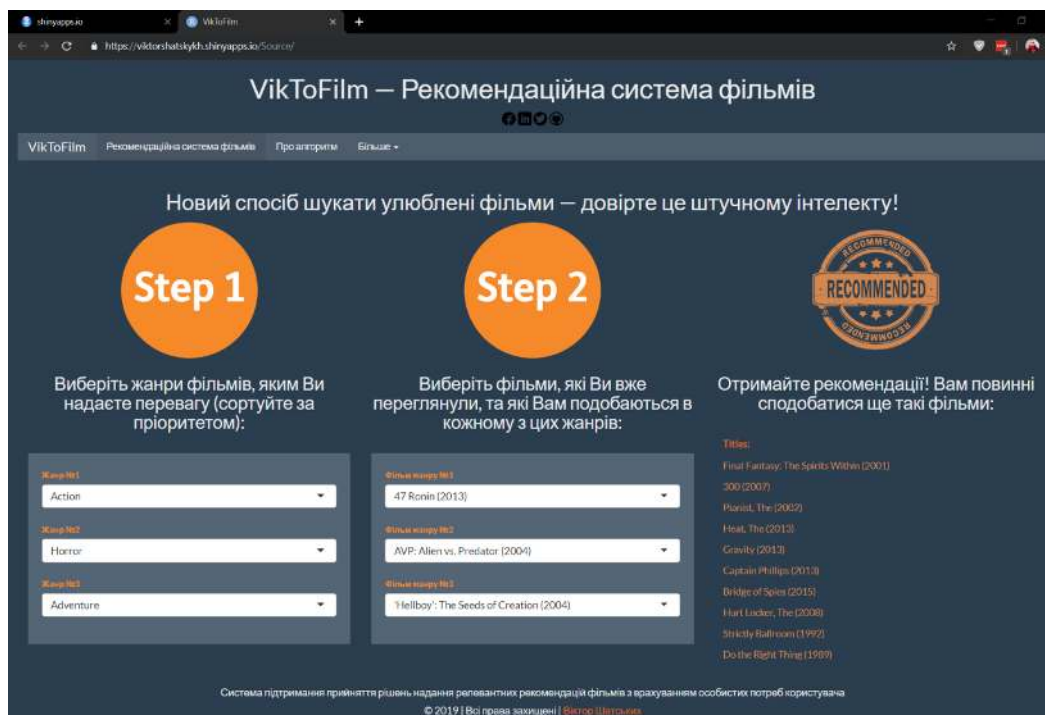 shinyapps.io
VikToFilm
https://viktorshatskykh.shinyapps.io/Source/
VikToFilm — Рекомендаційна система фільмів
VikToFilm Рекомендаційна система фільмів Про алгоритм Більше
Новий спосіб шукати улюблені фільми — довірте це штучному інтелекту!
Step 1
Step 2
RECOMMENDED
RECOMMENDED
RECOMMENDED
Виберіть жанри фільмів, яким Ви
надаєте перевагу (сортуйте за
пріоритетом):
Жанр №1
Action
Жанр №2
Horror
Жанр №3
Adventure
Виберіть фільми, які Ви вже
переглянули, та які Вам подобаються в
кожному з цих жанрів:
Фільм жанру №1
47 Ronin (2013)
Фільм жанру №2
AVP: Alien vs. Predator (2004)
Фільм жанру №3
'Hellboy': The Seeds of Creation (2004)
Отримайте рекомендації! Вам повинні
сподобатися ще такі фільми:
Titles:
Final Fantasy: The Spirits Within (2001)
300 (2007)
Pianist, The (2002)
Heat, The (2013)
Gravity (2013)
Captain Phillips (2013)
Bridge of Spies (2015)
Hurt Locker, The (2008)
Strictly Ballroom (1992)
Do the Right Thing (1989)
Система підтримання прийняття рішень надання релевантних рекомендацій фільмів з врахуванням особистих потреб користувача
© 2019 | Всі права захищені | Віктор Шатських